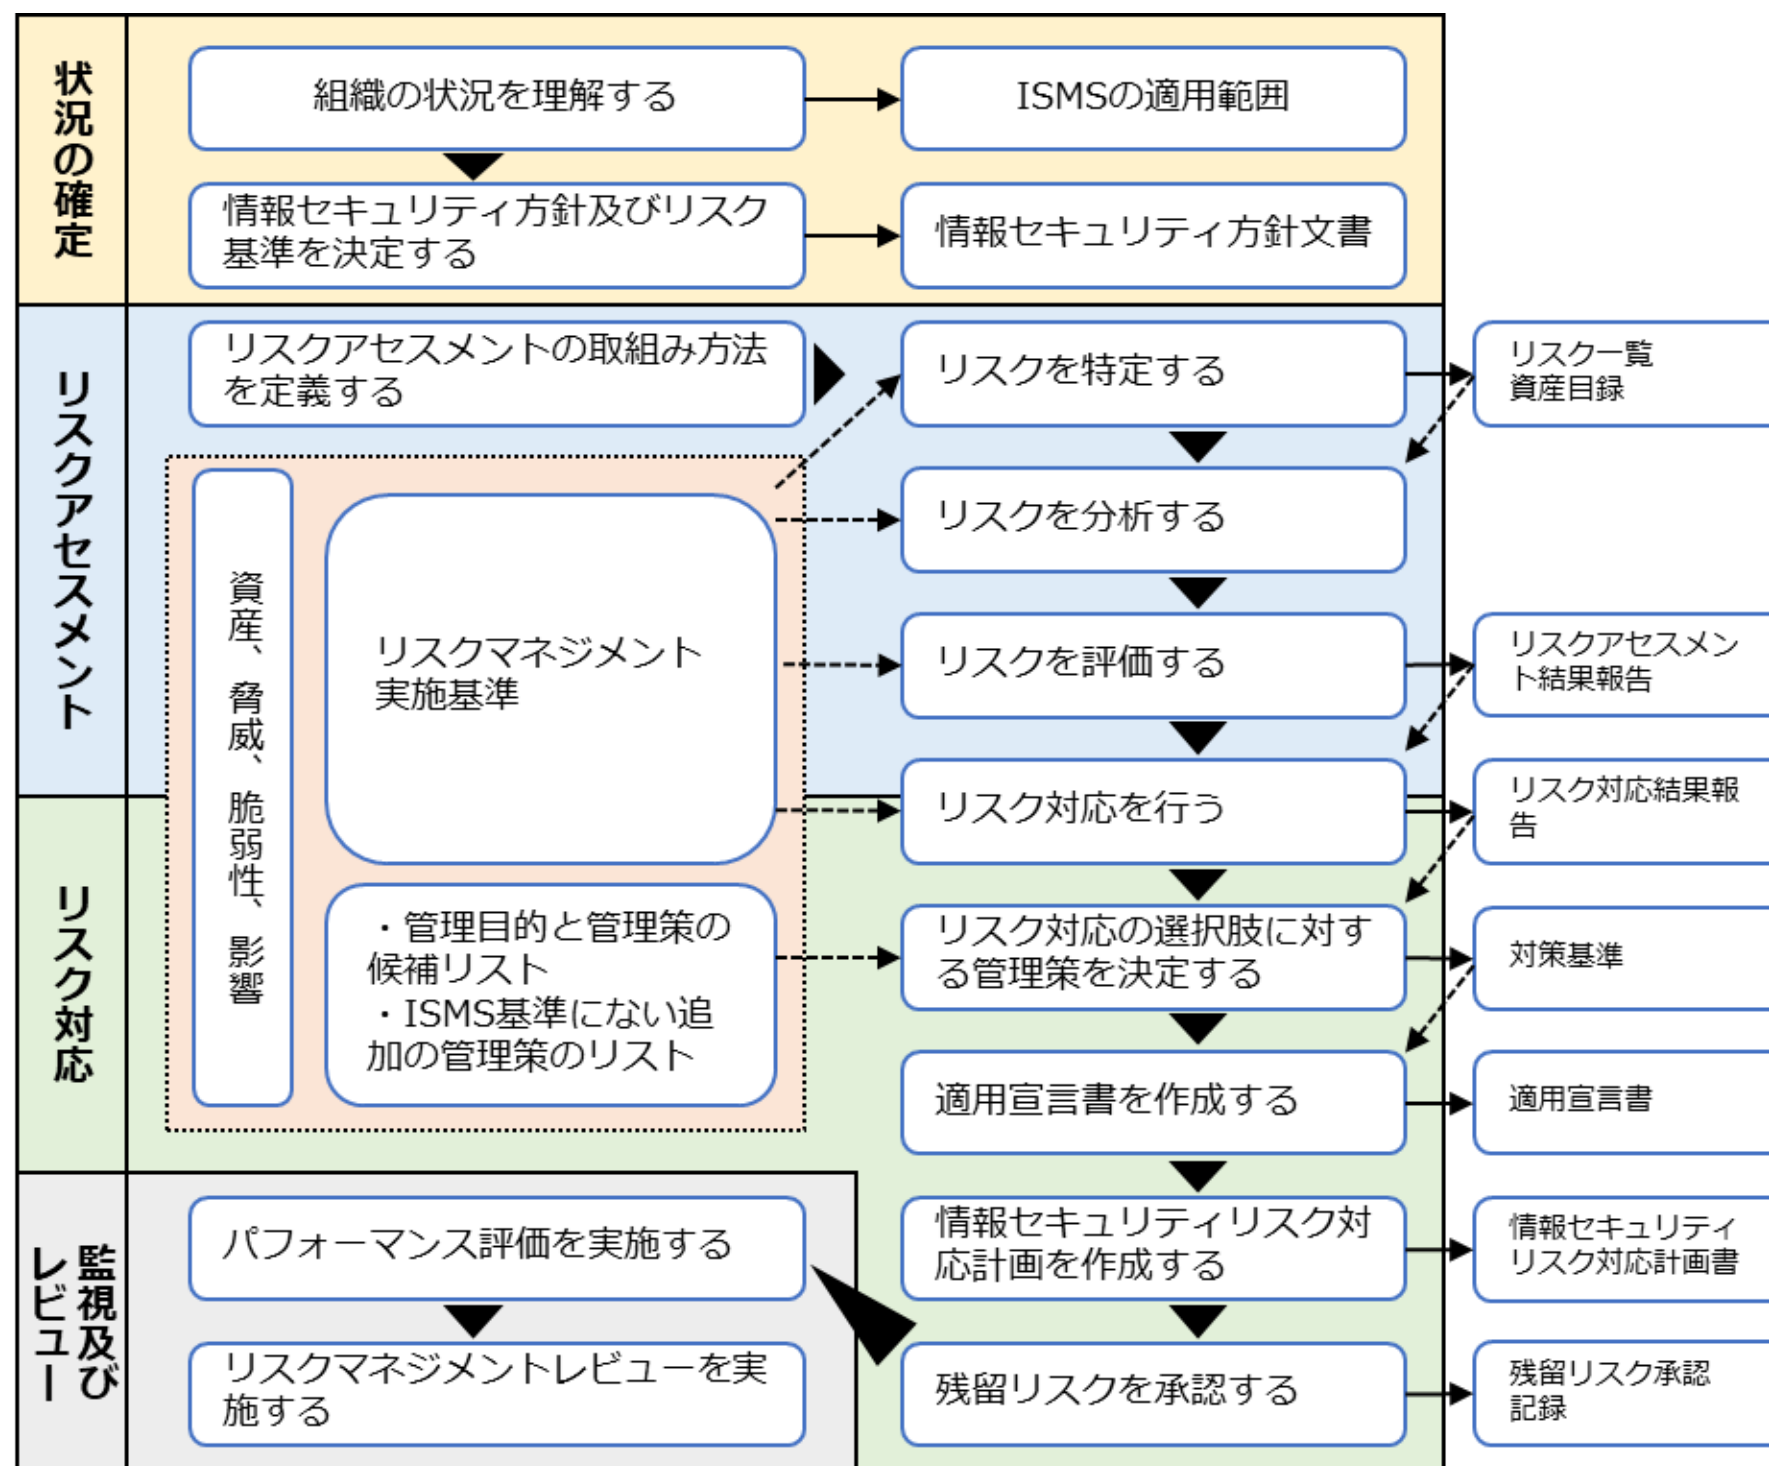 状況の確定
組織の状況を理解する
ISMSの適用範囲
情報セキュリティ方針及びリスク
基準を決定する
情報セキュリティ方針文書
リスクアセスメント
リスクアセスメントの取組み方法
を定義する
リスクを特定する
リスク一覧
資産目録
リスクを分析する
リスクを評価する
リスクアセスメン
ト結果報告
資産、脅威、脆弱性、影響
リスクマネジメント
実施基準
リスク対応
リスク対応を行う
リスク対応結果報
告
・管理目的と管理策の
候補リスト
・ISMS基準にない追
加の管理策のリスト
リスク対応の選択肢に対す
る管理策を決定する
対策基準
適用宣言書を作成する
適用宣言書
監視及び
レビュー
パフォーマンス評価を実施する
情報セキュリティリスク対
応計画を作成する
情報セキュリティ
リスク対応計画書
リスクマネジメントレビューを実
施する
残留リスクを承認する
残留リスク承認
記録